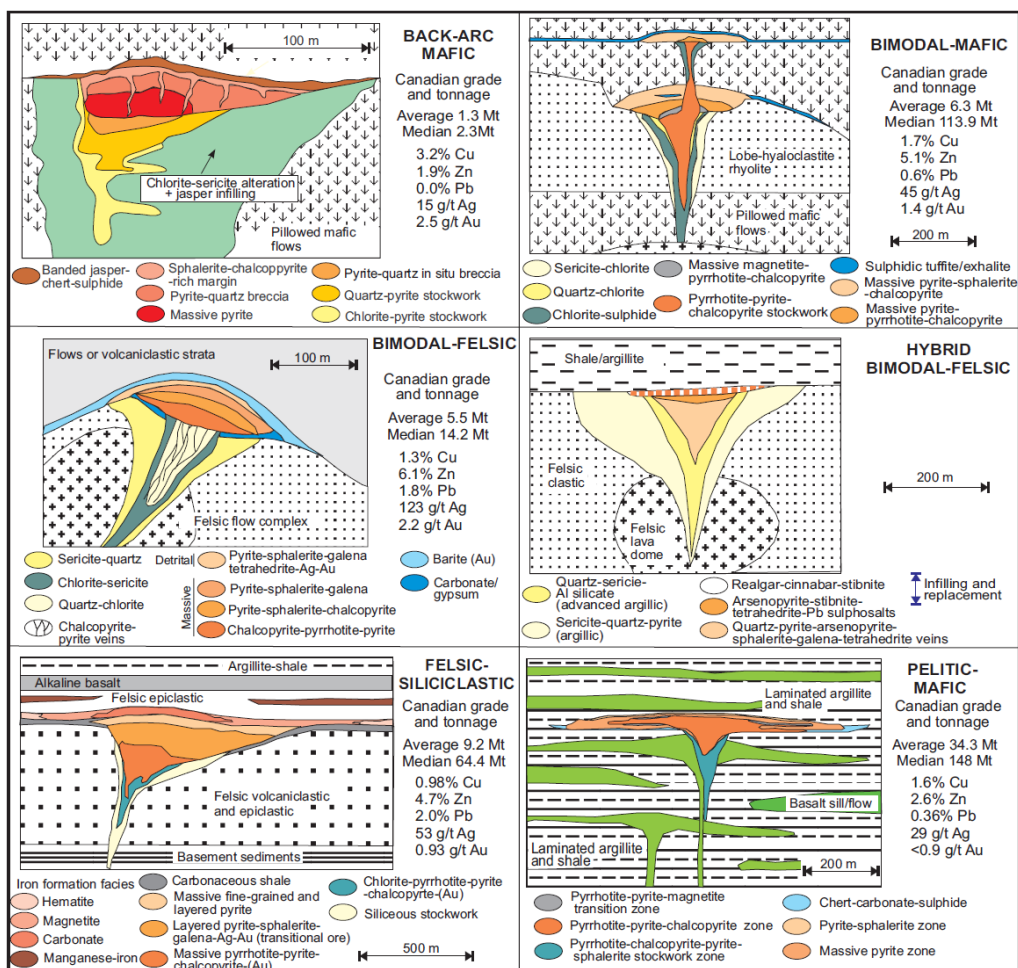 100 m
BACK-ARC
MAFIC
Canadian grade
and tonnage
Average 1.3 Mt
Median 2.3Mt
3.2% Cu
1.9% Zn
0.0% Pb
15 g/t Ag
2.5 g/t Au
Chlorite-sericite alteration
+ jasper infilling
Pillowed mafic
flows
Banded jasper-
chert-sulphide
Sphalerite-chalcopyrite
-rich margin
Pyrite-quartz breccia
Massive pyrite
Pyrite-quartz in situ breccia
Quartz-pyrite stockwork
Chlorite-pyrite stockwork
BIMODAL-MAFIC
Canadian grade
and tonnage
Average 6.3 Mt
Median 113.9 Mt
1.7% Cu
5.1% Zn
0.6% Pb
45 g/t Ag
1.4 g/t Au
200 m
Lobe-hyaloclastite
rhyolite
Pillowed mafic
flows
Sericite-chlorite
Quartz-chlorite
Chlorite-sulphide
Massive magnetite-
pyrrhotite-chalcopyrite
Pyrrhotite-pyrite-
chalcopyrite stockwork
Sulphidic tuffite/exhalite
Massive pyrite-sphalerite
-chalcopyrite
Massive pyrite-
pyrrhotite-chalcopyrite
BIMODAL-FELSIC
Flows or volcaniclastic strata
100 m
Canadian grade
and tonnage
Average 5.5 Mt
Median 14.2 Mt
1.3% Cu
6.1% Zn
1.8% Pb
123 g/t Ag
2.2 g/t Au
Felsic flow complex
Sericite-quartz
Chlorite-sericite
Quartz-chlorite
Chalcopyrite-
pyrite veins
Detrital
Pyrite-sphalerite-galena
tetrahedrite-Ag-Au
Massive
Pyrite-sphalerite-galena
Pyrite-sphalerite-chalcopyrite
Chalcopyrite-pyrrhotite-pyrite
Barite (Au)
Carbonate/
gypsum
HYBRID
BIMODAL-FELSIC
Shale/argillite
Felsic
clastic
Felsic
lava
dome
200 m
Quartz-sericie-
Al silicate
(advanced argillic)
Sericite-quartz-pyrite
(argillic)
Realgar-cinnabar-stibnite
Arsenopyrite-stibnite-
tetrahedrite-Pb sulphosalts
Quartz-pyrite-arsenopyrite-
sphalerite-galena-tetrahedrite veins
Infilling and
replacement
FELSIC-
SILICICLASTIC
Canadian grade
and tonnage
Average 9.2 Mt
Median 64.4 Mt
0.98% Cu
4.7% Zn
2.0% Pb
53 g/t Ag
0.93 g/t Au
Argillite-shale
Alkaline basalt
Felsic epiclastic
Felsic volcaniclastic
and epiclastic
Basement sediments
Iron formation facies
Hematite
Magnetite
Carbonate
Manganese-iron
Carbonaceous shale
Massive fine-grained and
layered pyrite
Layered pyrite-sphalerite-
galena-Ag-Au (transitional ore)
Massive pyrrhotite-pyrite-
chalcopyrite-(Au)
Chlorite-pyrrhotite-pyrite
-chalcopyrite-(Au)
Siliceous stockwork
500 m
PELITIC-
MAFIC
Canadian grade
and tonnage
Average 34.3 Mt
Median 148 Mt
1.6% Cu
2.6% Zn
0.36% Pb
29 g/t Ag
<0.9 g/t Au
Laminated argillite
and shale
Basalt sill/flow
Laminated argillite
and shale
200 m
Pyrrhotite-pyrite-magnetite
transition zone
Pyrrhotite-pyrite-chalcopyrite zone
Pyrrhotite-chalcopyrite-pyrite-
sphalerite stockwork zone
Chert-carbonate-sulphide
Pyrite-sphalerite zone
Massive pyrite zone